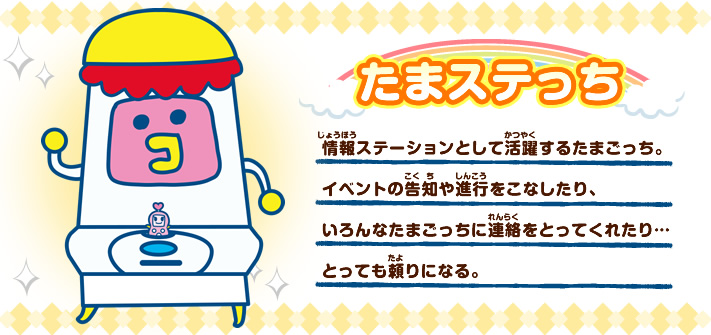 たまステっち
情報ステーションとして活躍するたまごっち。
イベントの告知や進行をこなしたり、
いろんなたまごっちに連絡をとってくれたり…
とっても頼りになる。